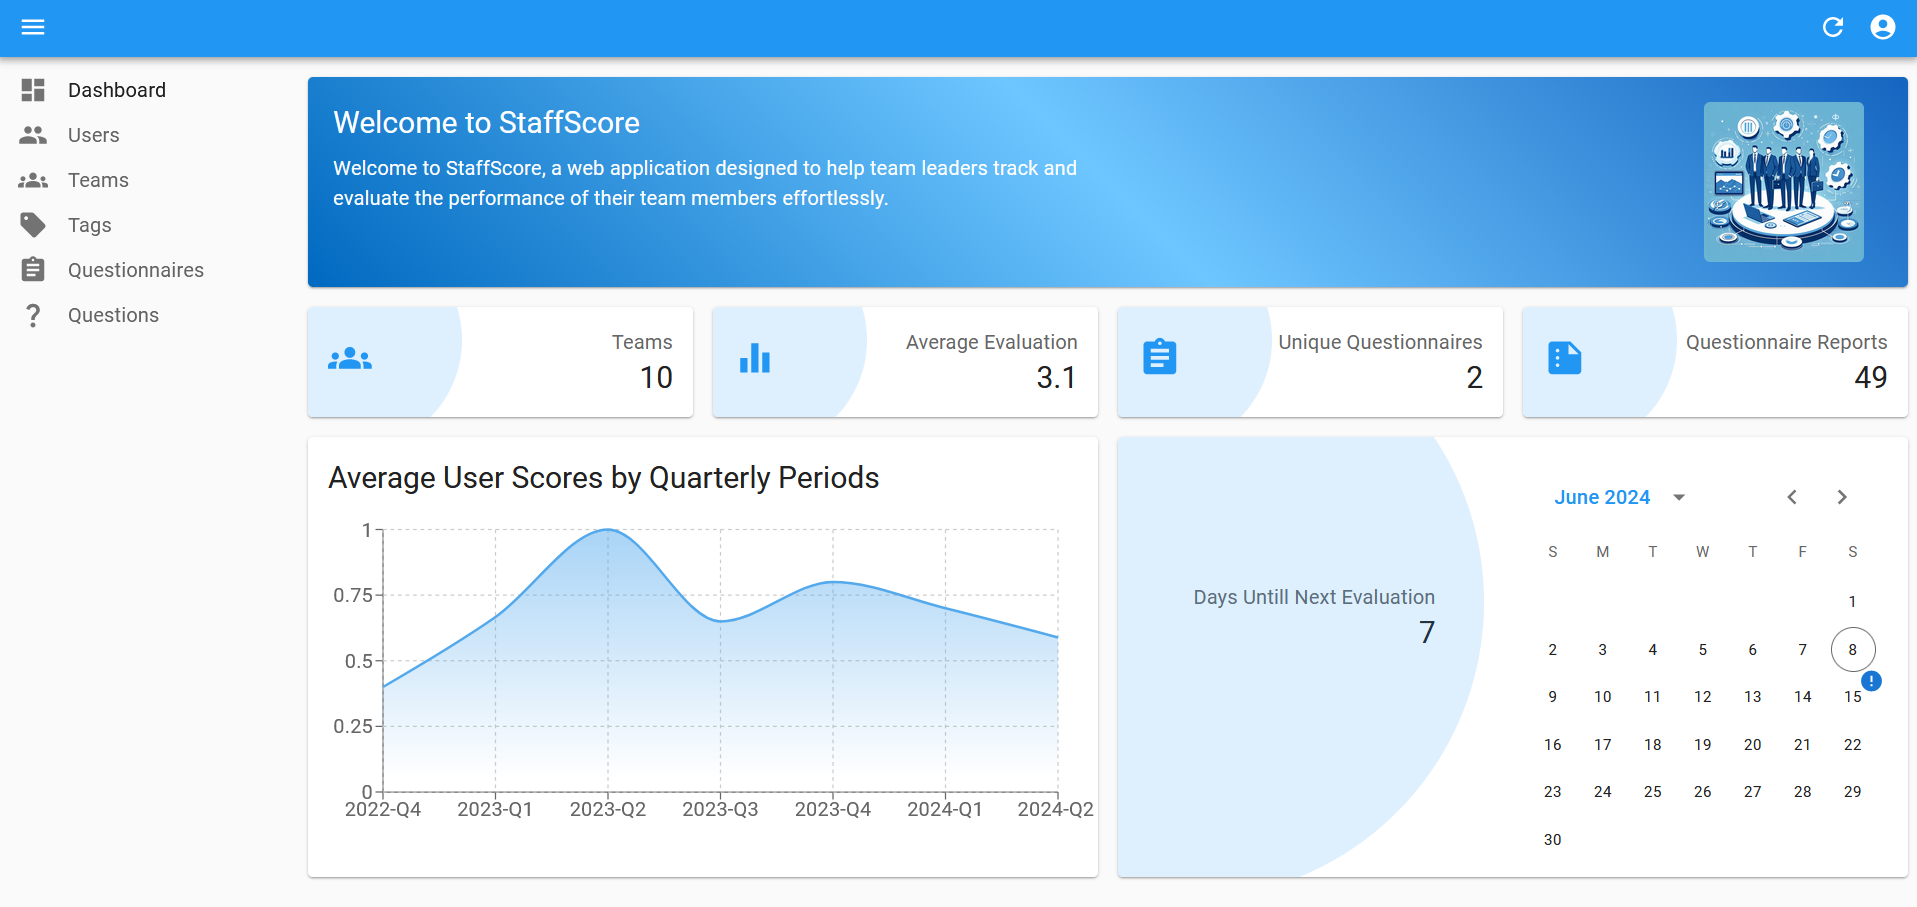 Dashboard
Users
Teams
Tags
Questionnaires
Questions
Welcome to StaffScore
Welcome to StaffScore, a web application designed to help team leaders track and
evaluate the performance of their team members effortlessly.
Teams
10
Average Evaluation
3.1
Unique Questionnaires
2
Questionnaire Reports
49
Average User Scores by Quarterly Periods
1
0.75
0.5
0.25
0
2022-Q4 2023-Q1 2023-Q2 2023-Q3 2023-Q4 2024-Q1 2024-Q2
Days Untill Next Evaluation
7
June 2024
S M T W T F S
1
2 3 4 5 6 7 8
9 10 11 12 13 14 15
16 17 18 19 20 21 22
23 24 25 26 27 28 29
30